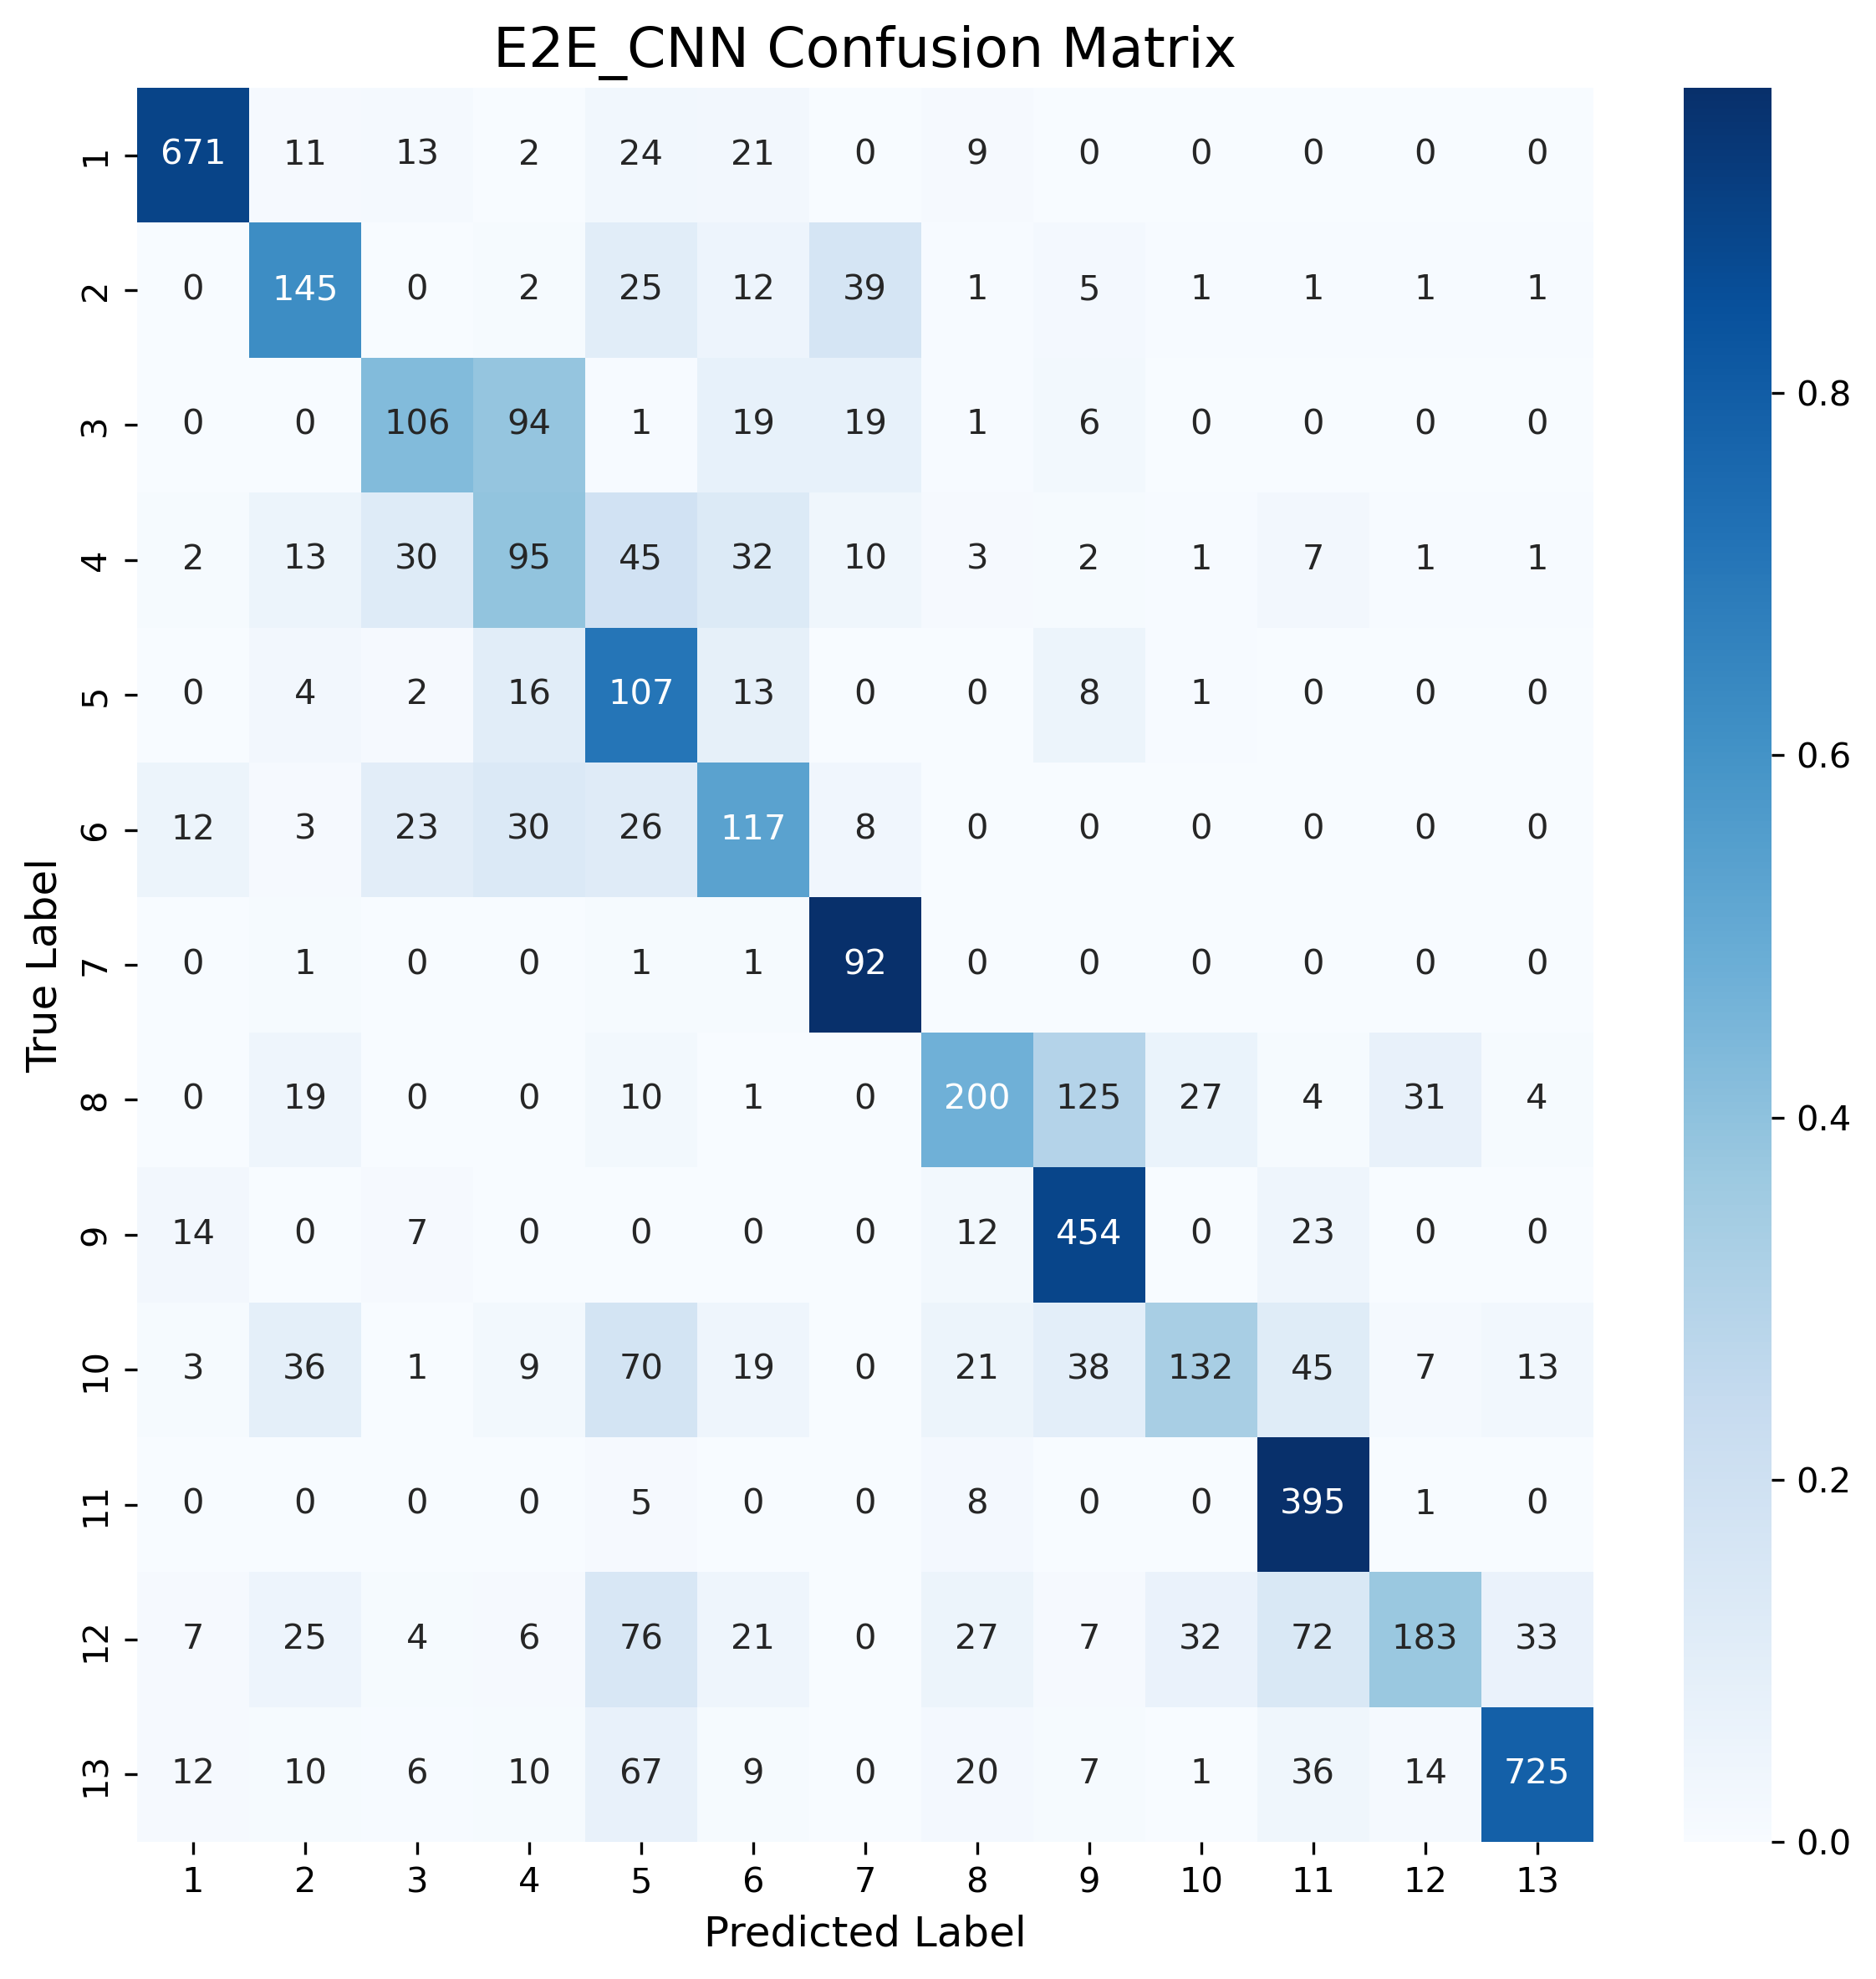 E2E_CNN Confusion Matrix
1 671 11 13 2 24 21 0 9 0 0 0 0 0
2 0 145 0 2 25 12 39 1 5 1 1 1 1
3 0 0 106 94 1 19 19 1 6 0 0 0 0
4 2 13 30 95 45 32 10 3 2 1 7 1 1
5 0 4 2 16 107 13 0 0 8 1 0 0 0
6 12 3 23 30 26 117 8 0 0 0 0 0 0
7 0 1 0 0 1 1 92 0 0 0 0 0 0
8 0 19 0 0 10 1 0 200 125 27 4 31 4
9 14 0 7 0 0 0 0 12 454 0 23 0 0
10 3 36 1 9 70 19 0 21 38 132 45 7 13
11 0 0 0 0 5 0 0 8 0 0 395 1 0
12 7 25 4 6 76 21 0 27 7 32 72 183 33
13 12 10 6 10 67 9 0 20 7 1 36 14 725
1 2 3 4 5 6 7 8 9 10 11 12 13
Predicted Label
True Label
0.8
0.6
0.4
0.2
0.0